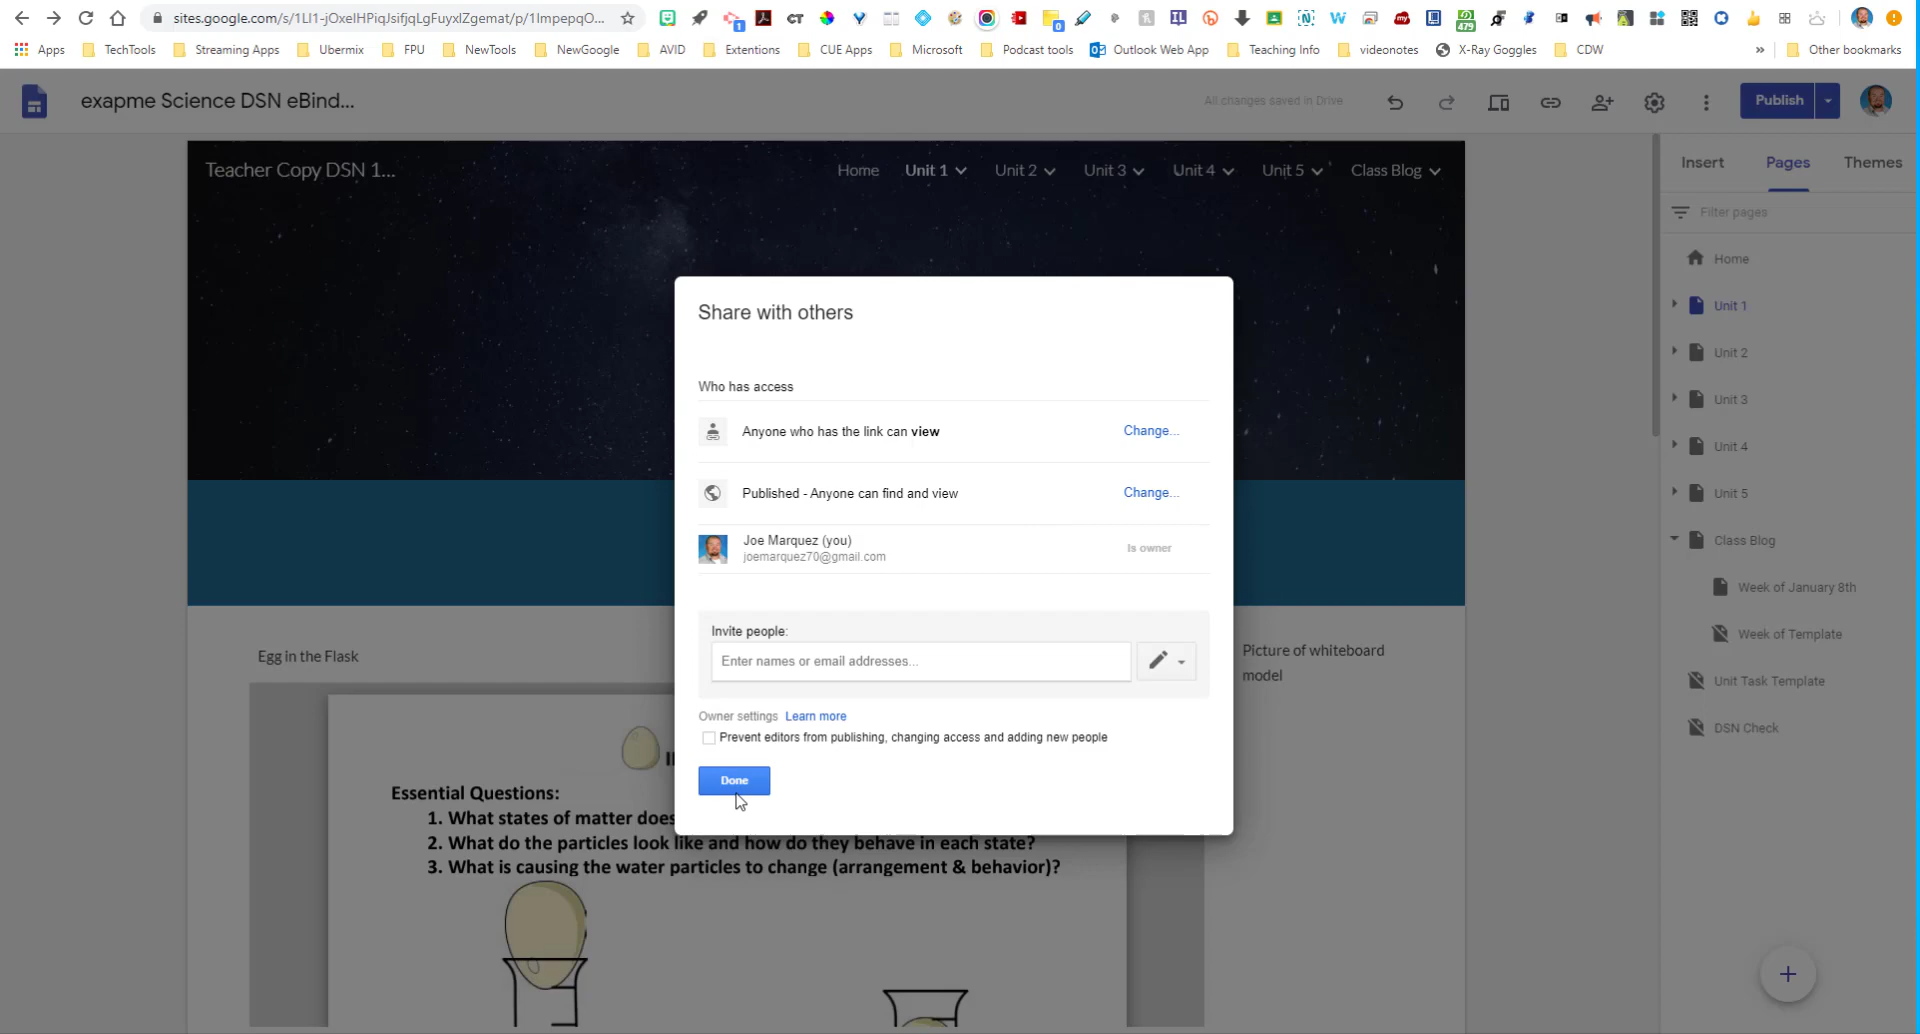 sites.google.com/s/1LI1-jOxeIHPiqJsifjqLgFuyxIZgemat/p/1ImpepqO...
Apps
TechTools
Streaming Apps
Ubermix
FPU
NewTools
NewGoogle
AVID
Extentions
CUE Apps
Microsoft
Podcast tools
Outlook Web App
Teaching Info
videonotes
X-Ray Goggles
CDW
»
Other bookmarks
exapme Science DSN eBind...
All changes saved in Drive
Publish
Teacher Copy DSN 1...
Home
Unit 1
Unit 2
Unit 3
Unit 4
Unit 5
Class Blog
Insert
Pages
Themes
Filter pages
Home
Unit 1
Unit 2
Unit 3
Unit 4
Unit 5
Class Blog
Week of January 8th
Week of Template
Unit Task Template
DSN Check
Share with others
Who has access
Anyone who has the link can view
Change...
Published - Anyone can find and view
Change...
Joe Marquez (you)
joemarquez70@gmail.com
Is owner
Invite people:
Enter names or email addresses...
Owner settings Learn more
Prevent editors from publishing, changing access and adding new people
Done
Egg in the Flask
Picture of whiteboard
model
Essential Questions:
1. What states of matter does
2. What do the particles look like and how do they behave in each state?
3. What is causing the water particles to change (arrangement & behavior)?